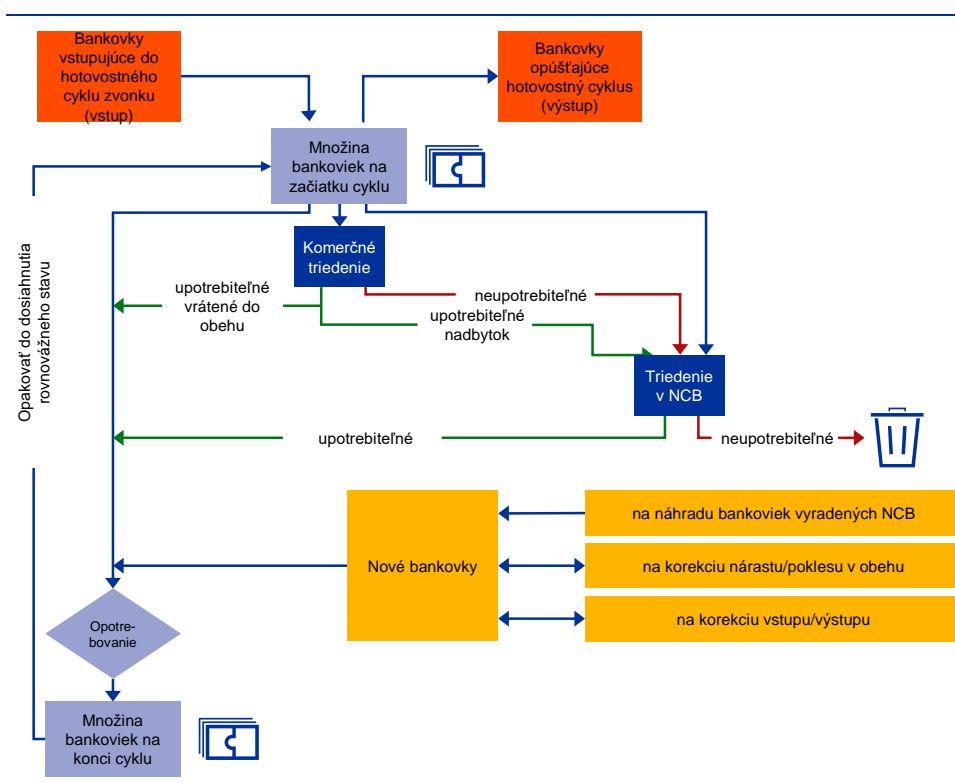 Bankovky
vstupujúce do
hotovostného
cyklu zvonku
(vstup)
Bankovky
opúšťajúce
hotovostný cyklus
(výstup)
Množina
bankoviek na
začiatku cyklu
Opakovať do dosiahnutia
rovnovážneho stavu
Komerčné
triedenie
upotrebiteľné
vrátené do
obehu
neupotrebiteľné
upotrebiteľný
nadbytok
Triedenie
v NCB
upotrebiteľné
neupotrebiteľné
Nové bankovky
na náhradu bankoviek vyradených NCB
na korekciu nárastu/poklesu v obehu
na korekciu vstupu/výstupu
Opotre-
bovanie
Množina
bankoviek na
konci cyklu